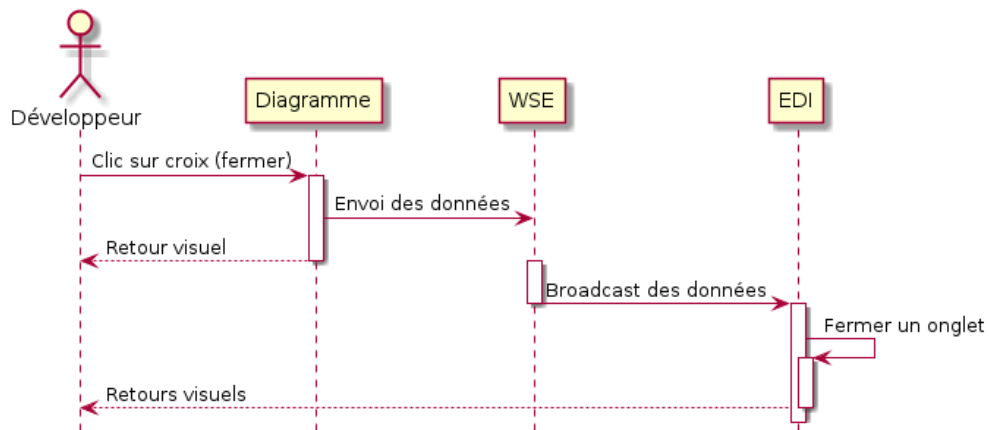 Développeur
Diagramme
WSE
EDI
Clic sur croix (fermer)
Envoi des données
Retour visuel
Broadcast des données
Fermer un onglet
Retours visuels